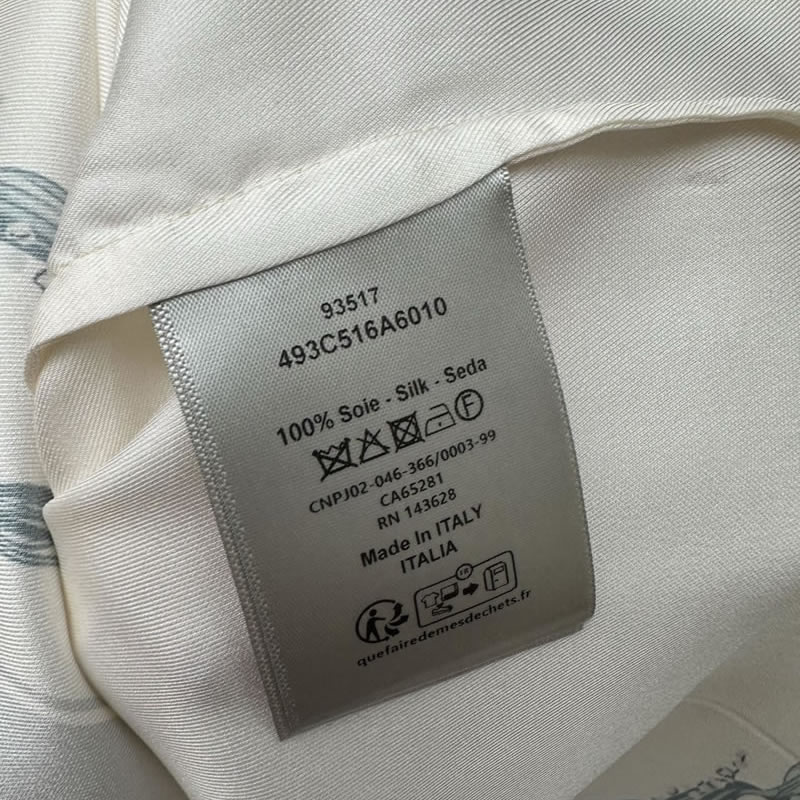 93517
493C516A6010
100% Soie - Silk - Seda
F
CNPJ02-046-366/0003-99
CA65281
RN 143628
Made In ITALY
ITALIA
FR
quefairedemesdechets.fr